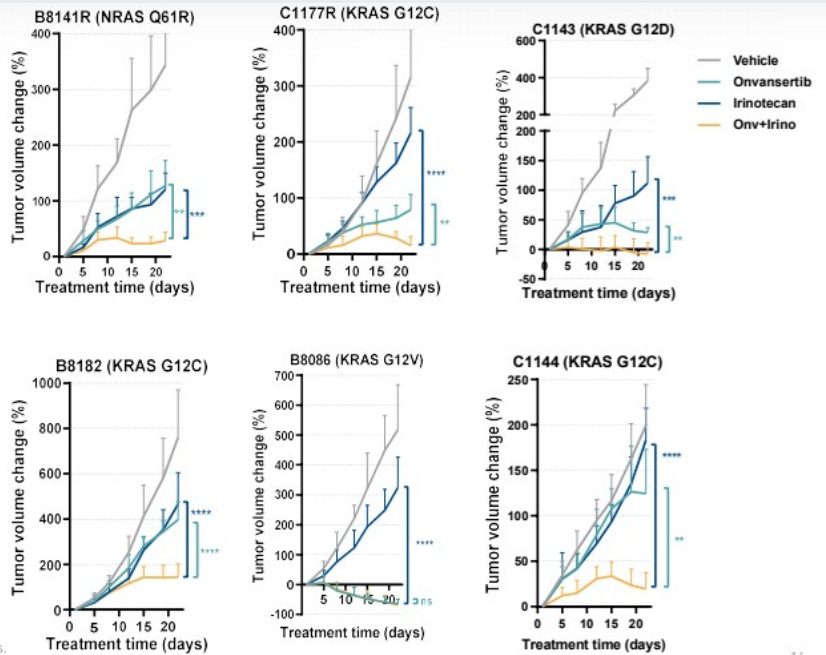 B8141R (NRAS Q61R)
Tumor volume change (%)
400
300
200
100
0
** ***
0 5 10 15 20
Treatment time (days)
C1177R (KRAS G12C)
Tumor volume change (%)
400
300
200
100
0
****
**
0 5 10 15 20
Treatment time (days)
C1143 (KRAS G12D)
Tumor volume change (%)
600
400
200
200
150
100
50
0
-50
***
**
0 5 10 15 20
Treatment time (days)
Vehicle
Onvansertib
Irinotecan
Onv+Irino
B8182 (KRAS G12C)
Tumor volume change (%)
1000
800
600
400
200
0
****
****
0 5 10 15 20
Treatment time (days)
B8086 (KRAS G12V)
Tumor volume change (%)
700
600
500
400
300
200
100
0
-100
****
ns
5 10 15 20
Treatment time (days)
C1144 (KRAS G12C)
Tumor volume change (%)
250
200
150
100
50
0
****
**
0 5 10 15 20
Treatment time (days)
s.